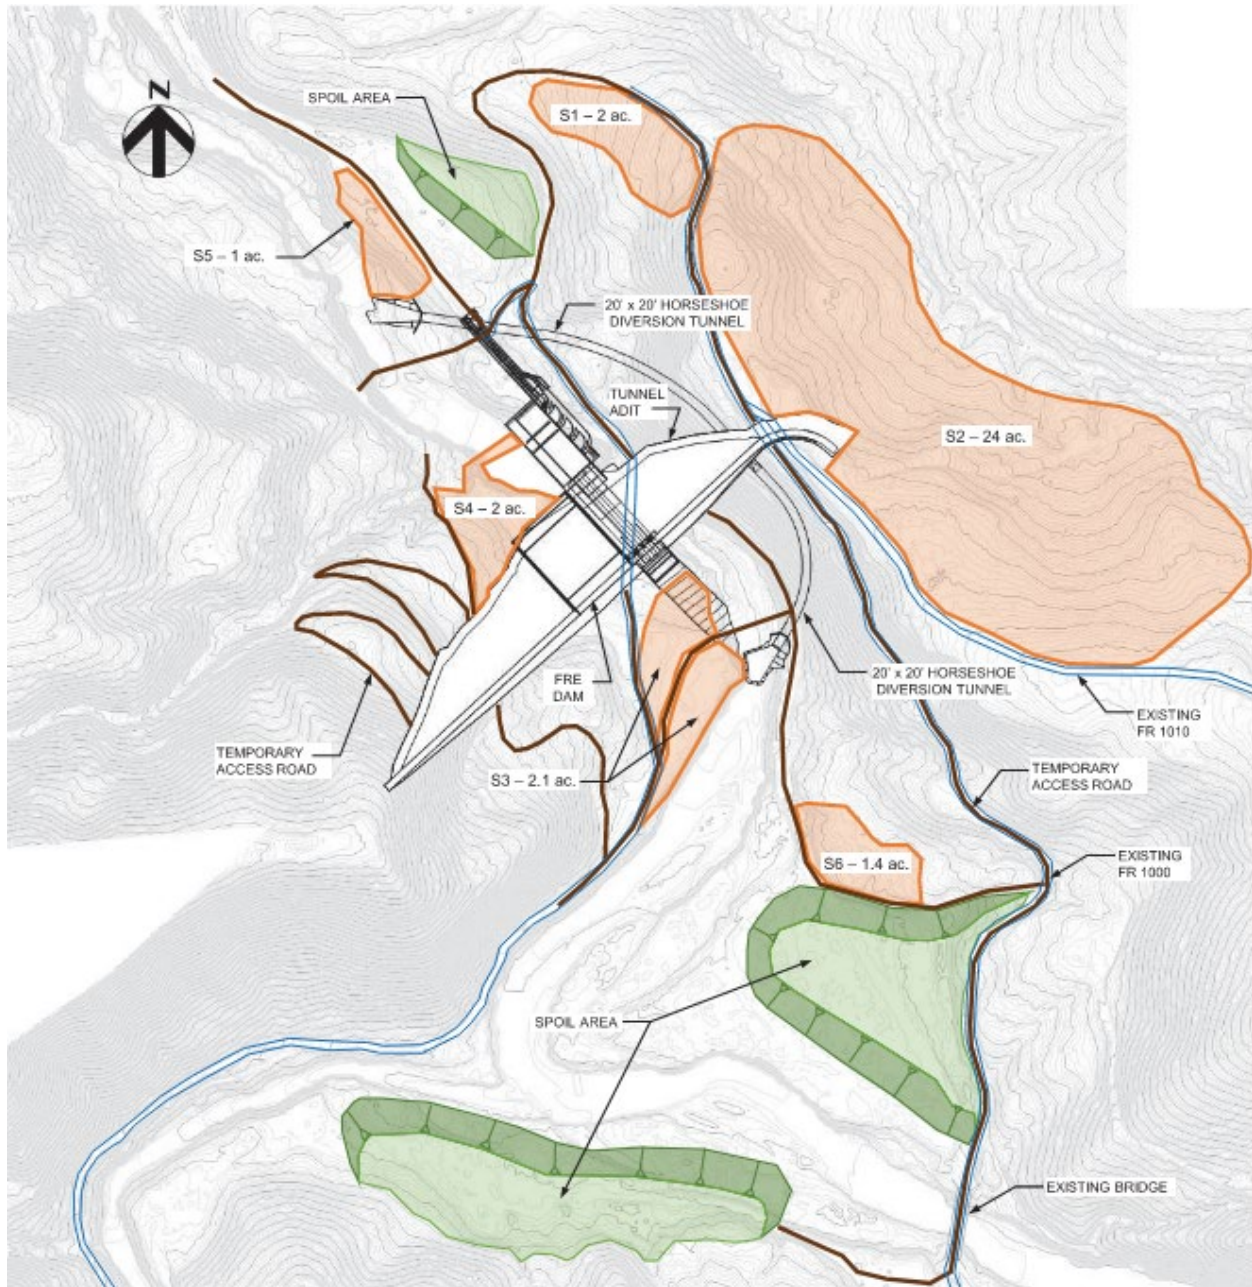 N
SPOIL AREA
S1 – 2 ac.
S5 – 1 ac.
20' x 20' HORSESHOE
DIVERSION TUNNEL
TUNNEL
ADIT
S2 – 24 ac.
S4 – 2 ac.
FRE
DAM
20' x 20' HORSESHOE
DIVERSION TUNNEL
EXISTING
FR 1010
TEMPORARY
ACCESS ROAD
S3 – 2.1 ac.
TEMPORARY
ACCESS ROAD
S6 – 1.4 ac.
EXISTING
FR 1000
SPOIL AREA
EXISTING BRIDGE